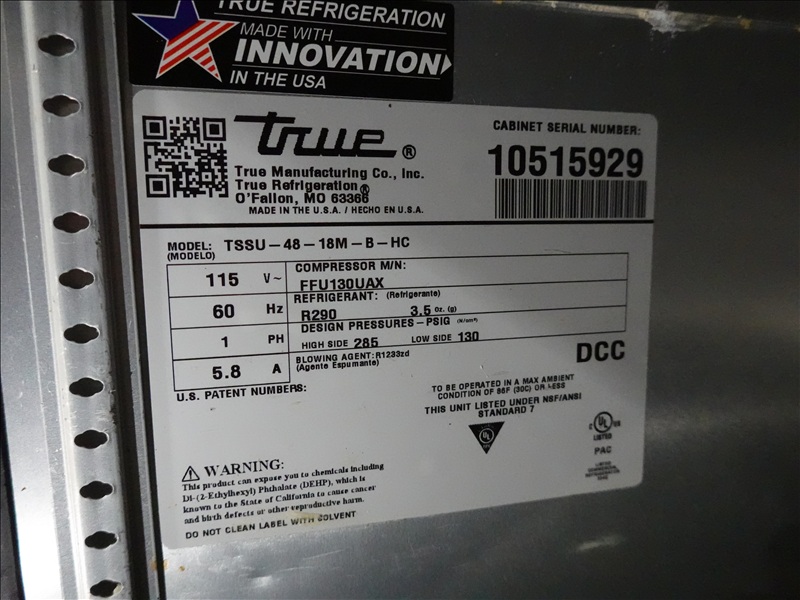 TRUE REFRIGERATION
MADE WITH
INNOVATION
IN THE USA
true®
True Manufacturing Co., Inc.
True Refrigeration®
O'Fallon, MO 63366
MADE IN THE U.S.A. / HECHO EN U.S.A.
CABINET SERIAL NUMBER:
10515929
MODEL: TSSU-48-18M-B-HC
(MODELO)
115 V~
60 Hz
1 PH
5.8 A
COMPRESSOR M/N:
FFU130UAX
REFRIGERANT: (Refrigerante)
R290 3.5 Oz. (g)
DESIGN PRESSURES-PSIG
HIGH SIDE 285 LOW SIDE 130
BLOWING AGENT: R1233zd
(Agente Espumante)
DCC
U.S. PATENT NUMBERS:
TO BE OPERATED IN A MAX AMBIENT
CONDITION OF 86F (30C) OR LESS
THIS UNIT LISTED UNDER NSF/ANSI
STANDARD 7
UL
C UL US
LISTED
PAC
WARNING:
This product can expose you to chemicals including
Di-(2-Ethylhexyl) Phthalate (DEHP), which is
known to the State of California to cause cancer
and birth defects or other reproductive harm.
DO NOT CLEAN LABEL WITH SOLVENT